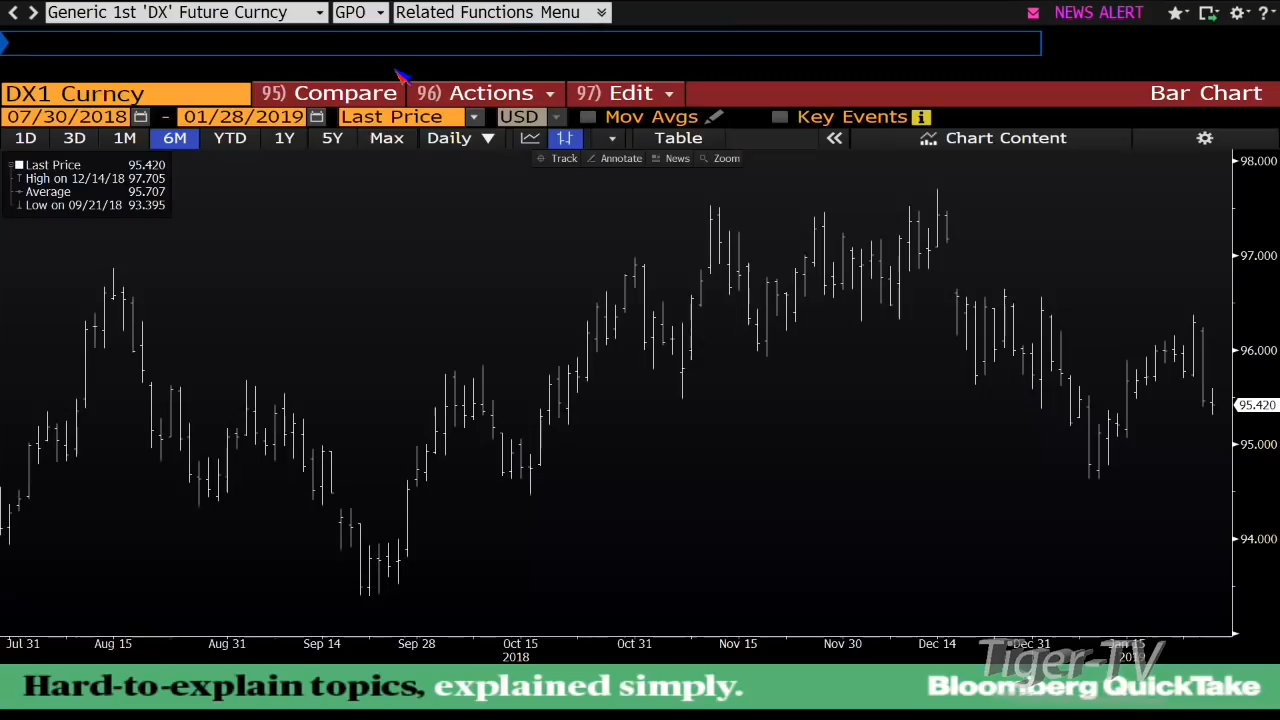 Generic 1st 'DX' Future Curncy GPO Related Functions Menu NEWS ALERT ?
DX1 Curncy 95) Compare 96) Actions 97) Edit Bar Chart
07/30/2018 - 01/28/2019 Last Price USD Mov Avgs Key Events
1D 3D 1M 6M YTD 1Y 5Y Max Daily Table Chart Content
Track Annotate News Zoom
Last Price 95.420
High on 12/14/18 97.705
Average 95.707
Low on 09/21/18 93.395
98.000
97.000
96.000
95.420
95.000
94.000
Jul 31 Aug 15 Aug 31 Sep 14 Sep 28 Oct 15 Oct 31 Nov 15 Nov 30 Dec 14 Dec 31 Jan 15
2018 2019
Tiger-TV
Hard-to-explain topics, explained simply. Bloomberg QuickTake